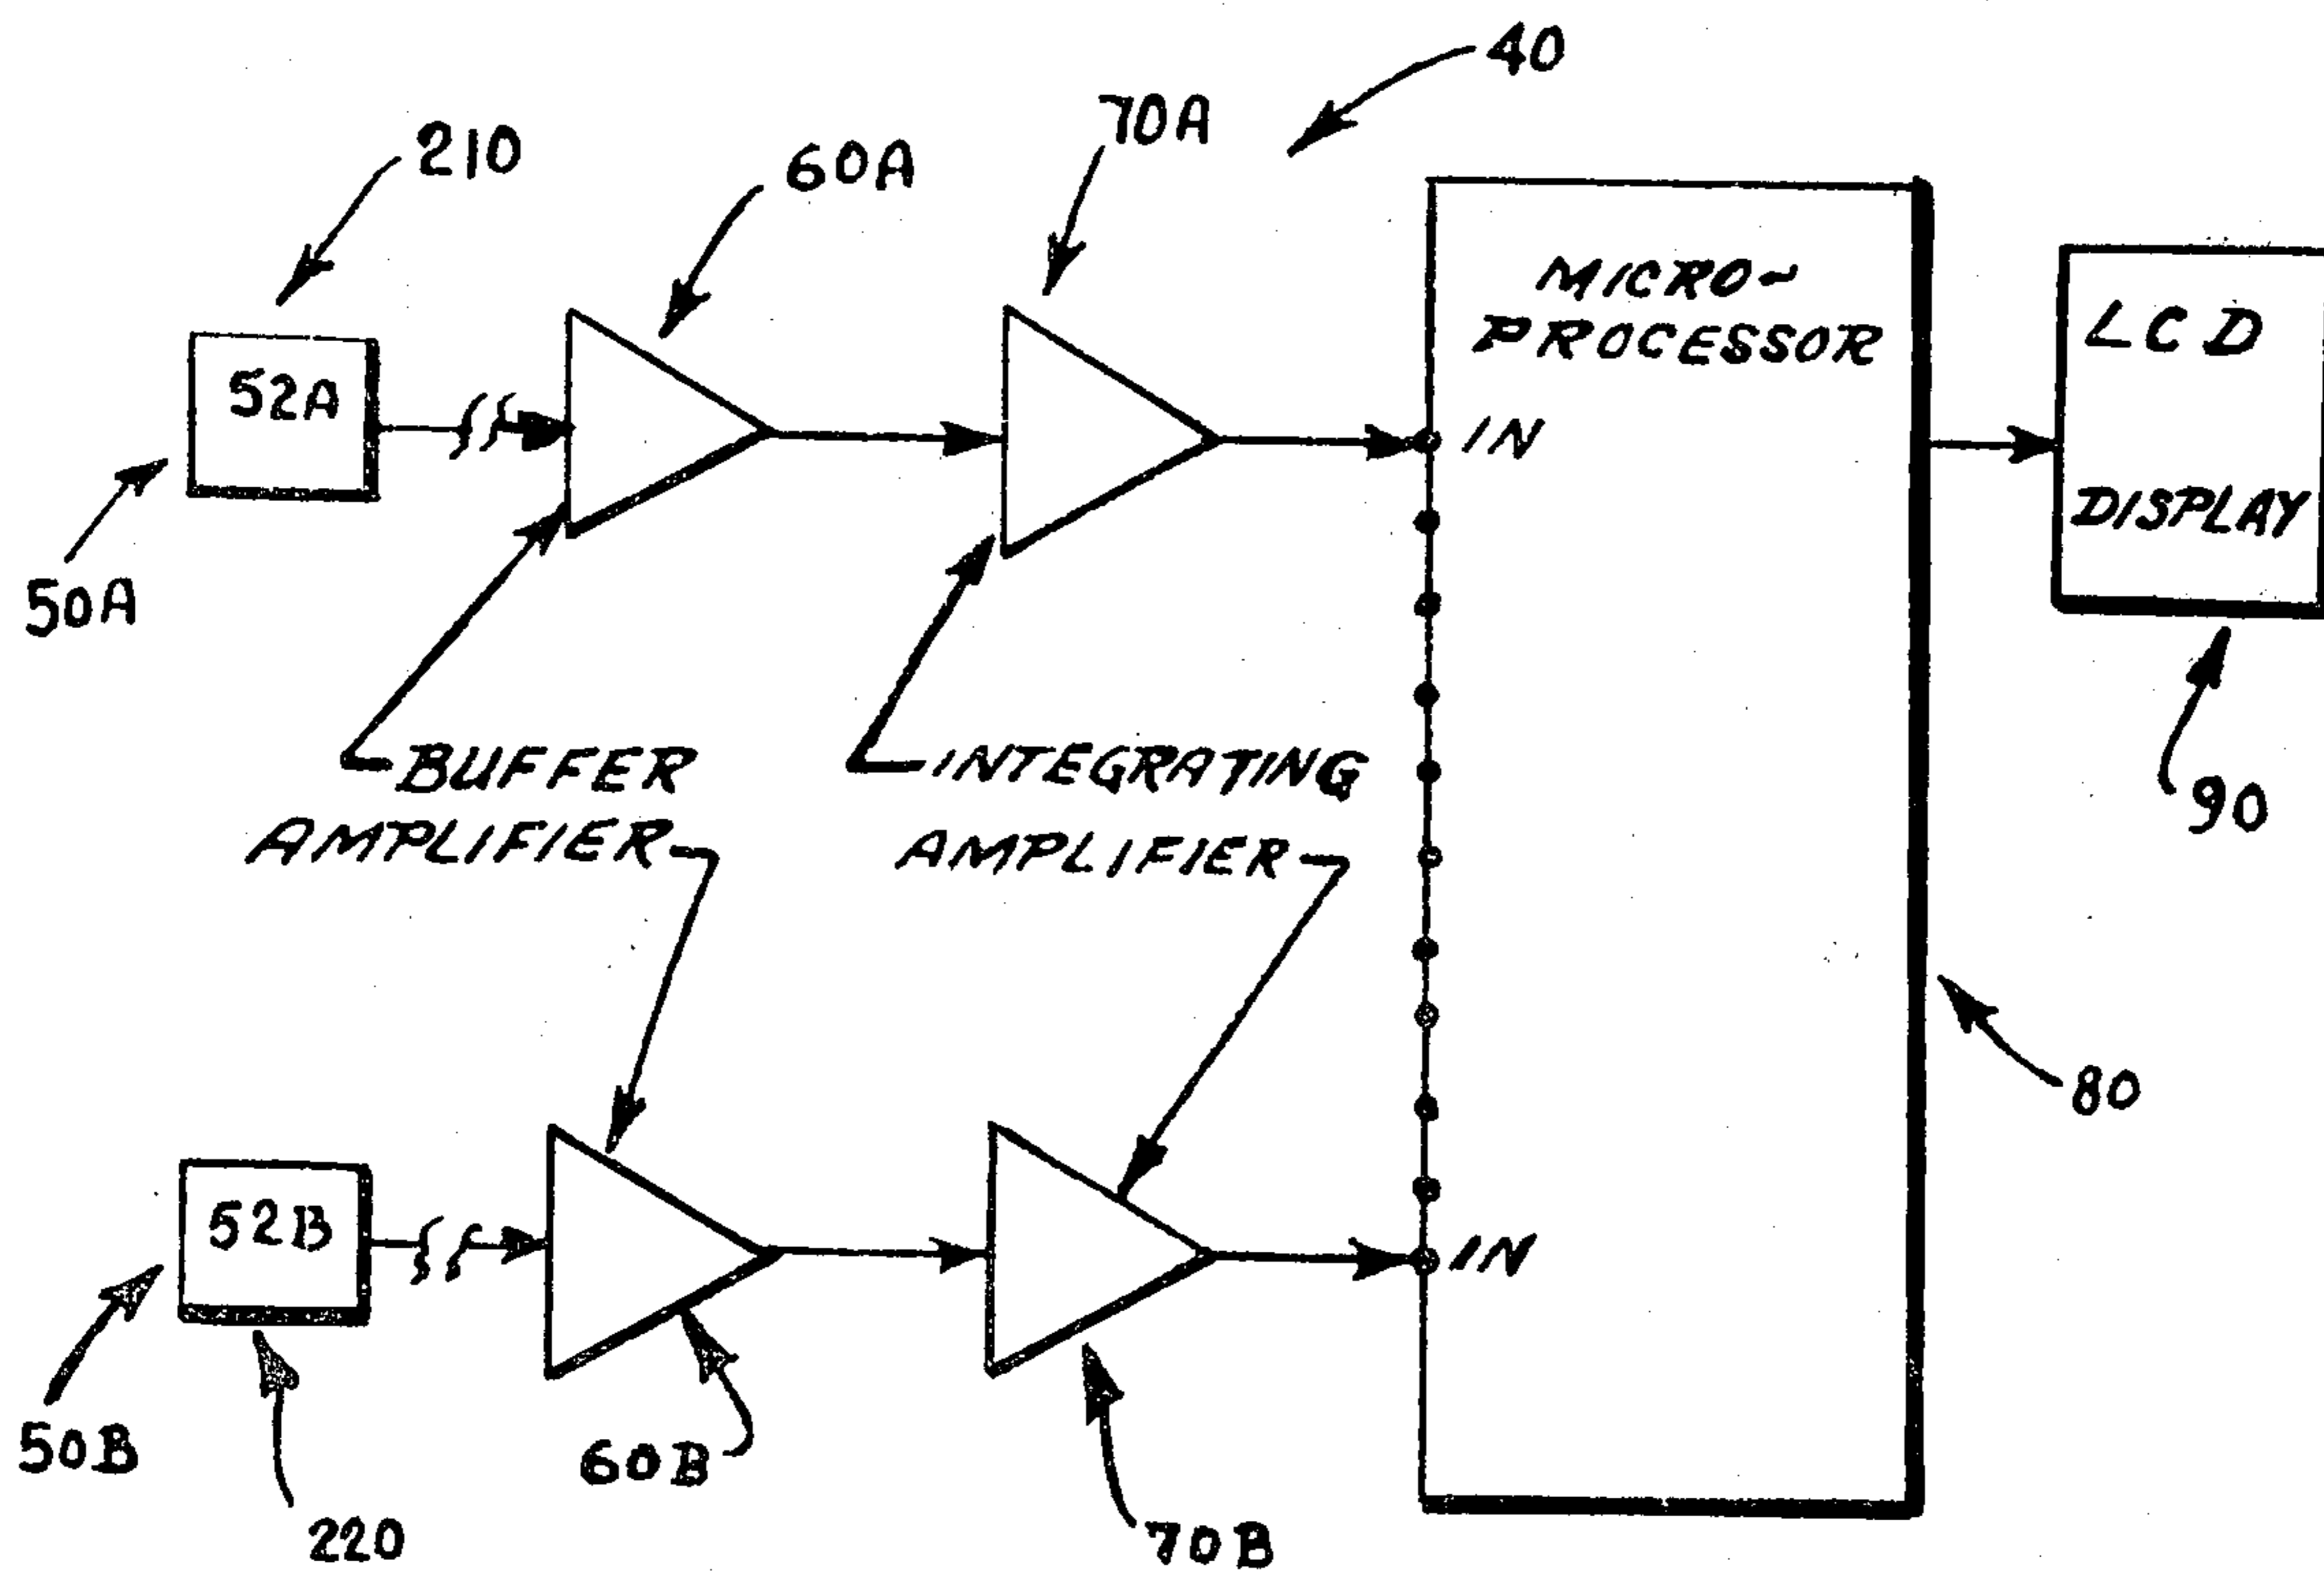 40
70A
210
60A
MICRO-
PROCESSOR
LCD
DISPLAY
52A
IN
50A
BUFFER
AMPLIFIER
INTEGRATING
AMPLIFIER
90
80
52B
IN
50B
60B
220
70B